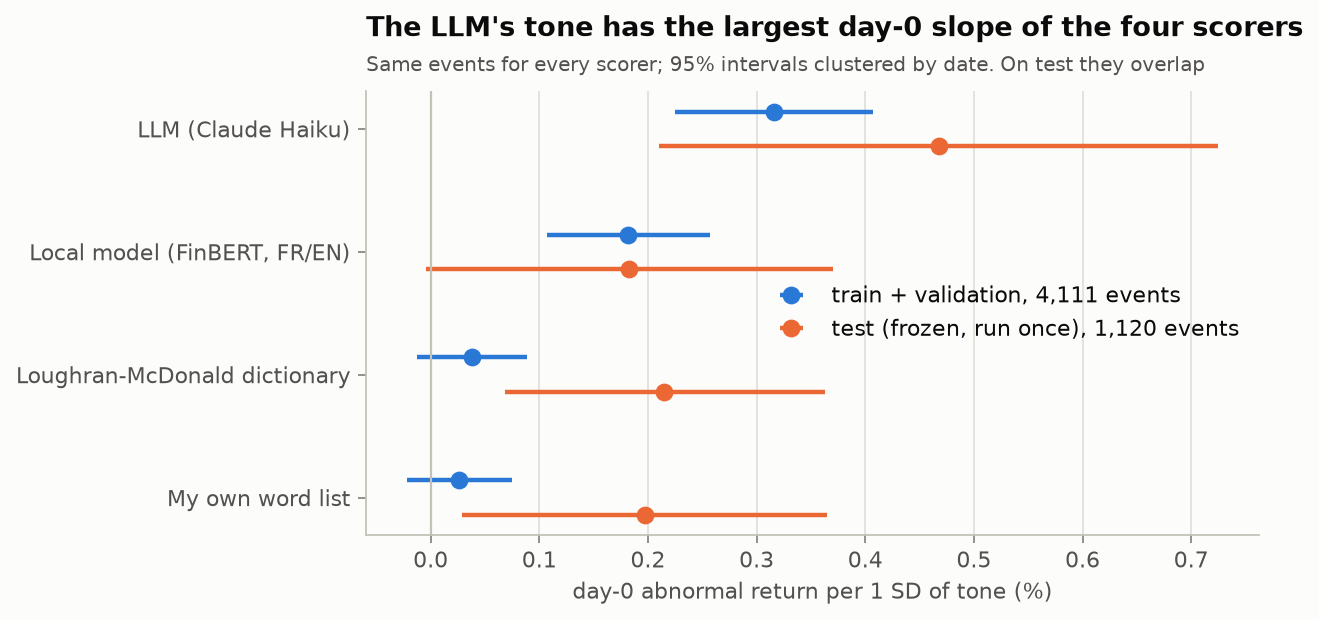 The LLM's tone has the largest day-0 slope of the four scorers
Same events for every scorer; 95% intervals clustered by date. On test they overlap
LLM (Claude Haiku)
Local model (FinBERT, FR/EN)
train + validation, 4,111 events
test (frozen, run once), 1,120 events
Loughran-McDonald dictionary
My own word list
0.0 0.1 0.2 0.3 0.4 0.5 0.6 0.7
day-0 abnormal return per 1 SD of tone (%)